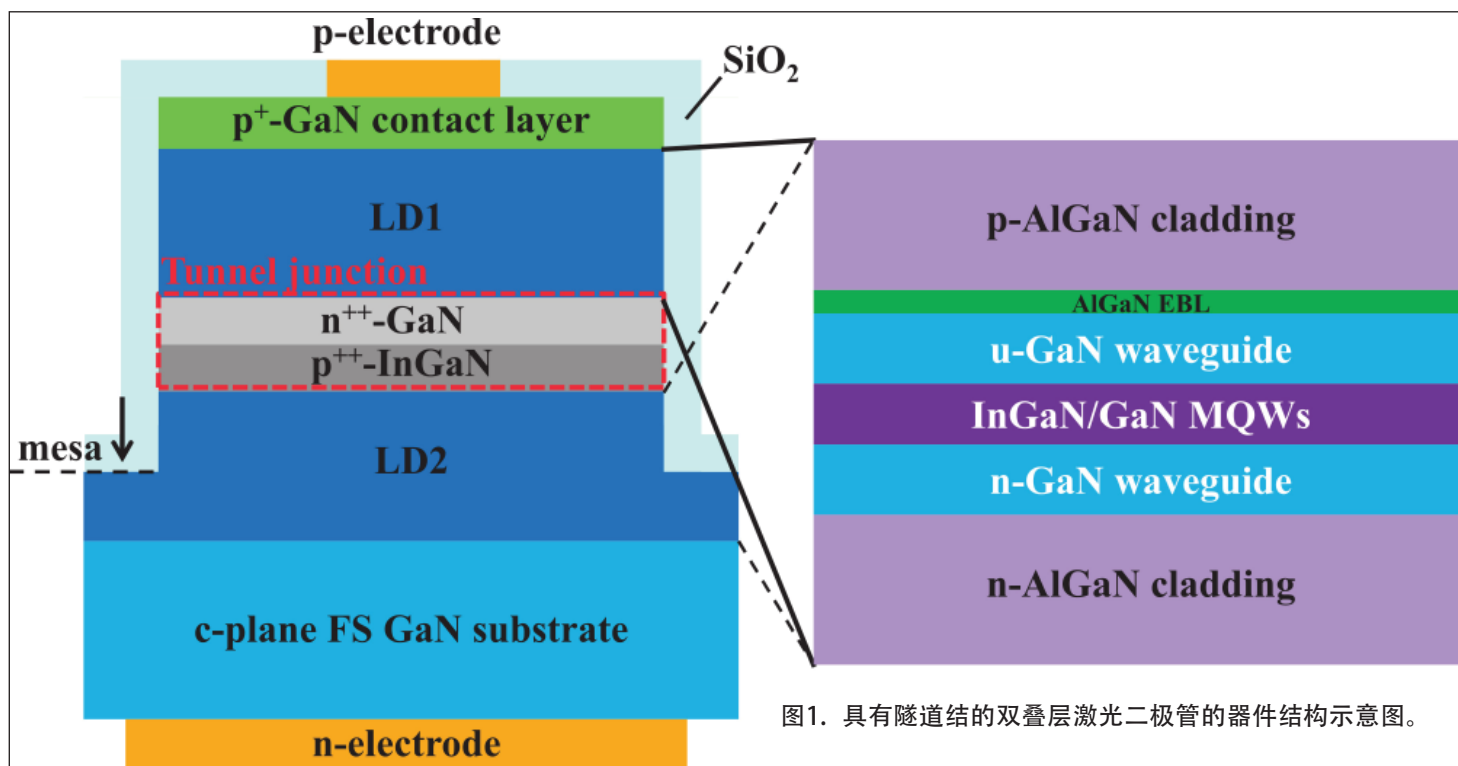 p-electrode
SiO₂
p⁺-GaN contact layer
LD1
Tunnel junction
n⁺⁺-GaN
p⁺⁺-InGaN
mesa
LD2
c-plane FS GaN substrate
n-electrode
p-AlGaN cladding
AlGaN EBL
u-GaN waveguide
InGaN/GaN MQWs
n-GaN waveguide
n-AlGaN cladding
图1. 具有隧道结的双叠层激光二极管的器件结构示意图。